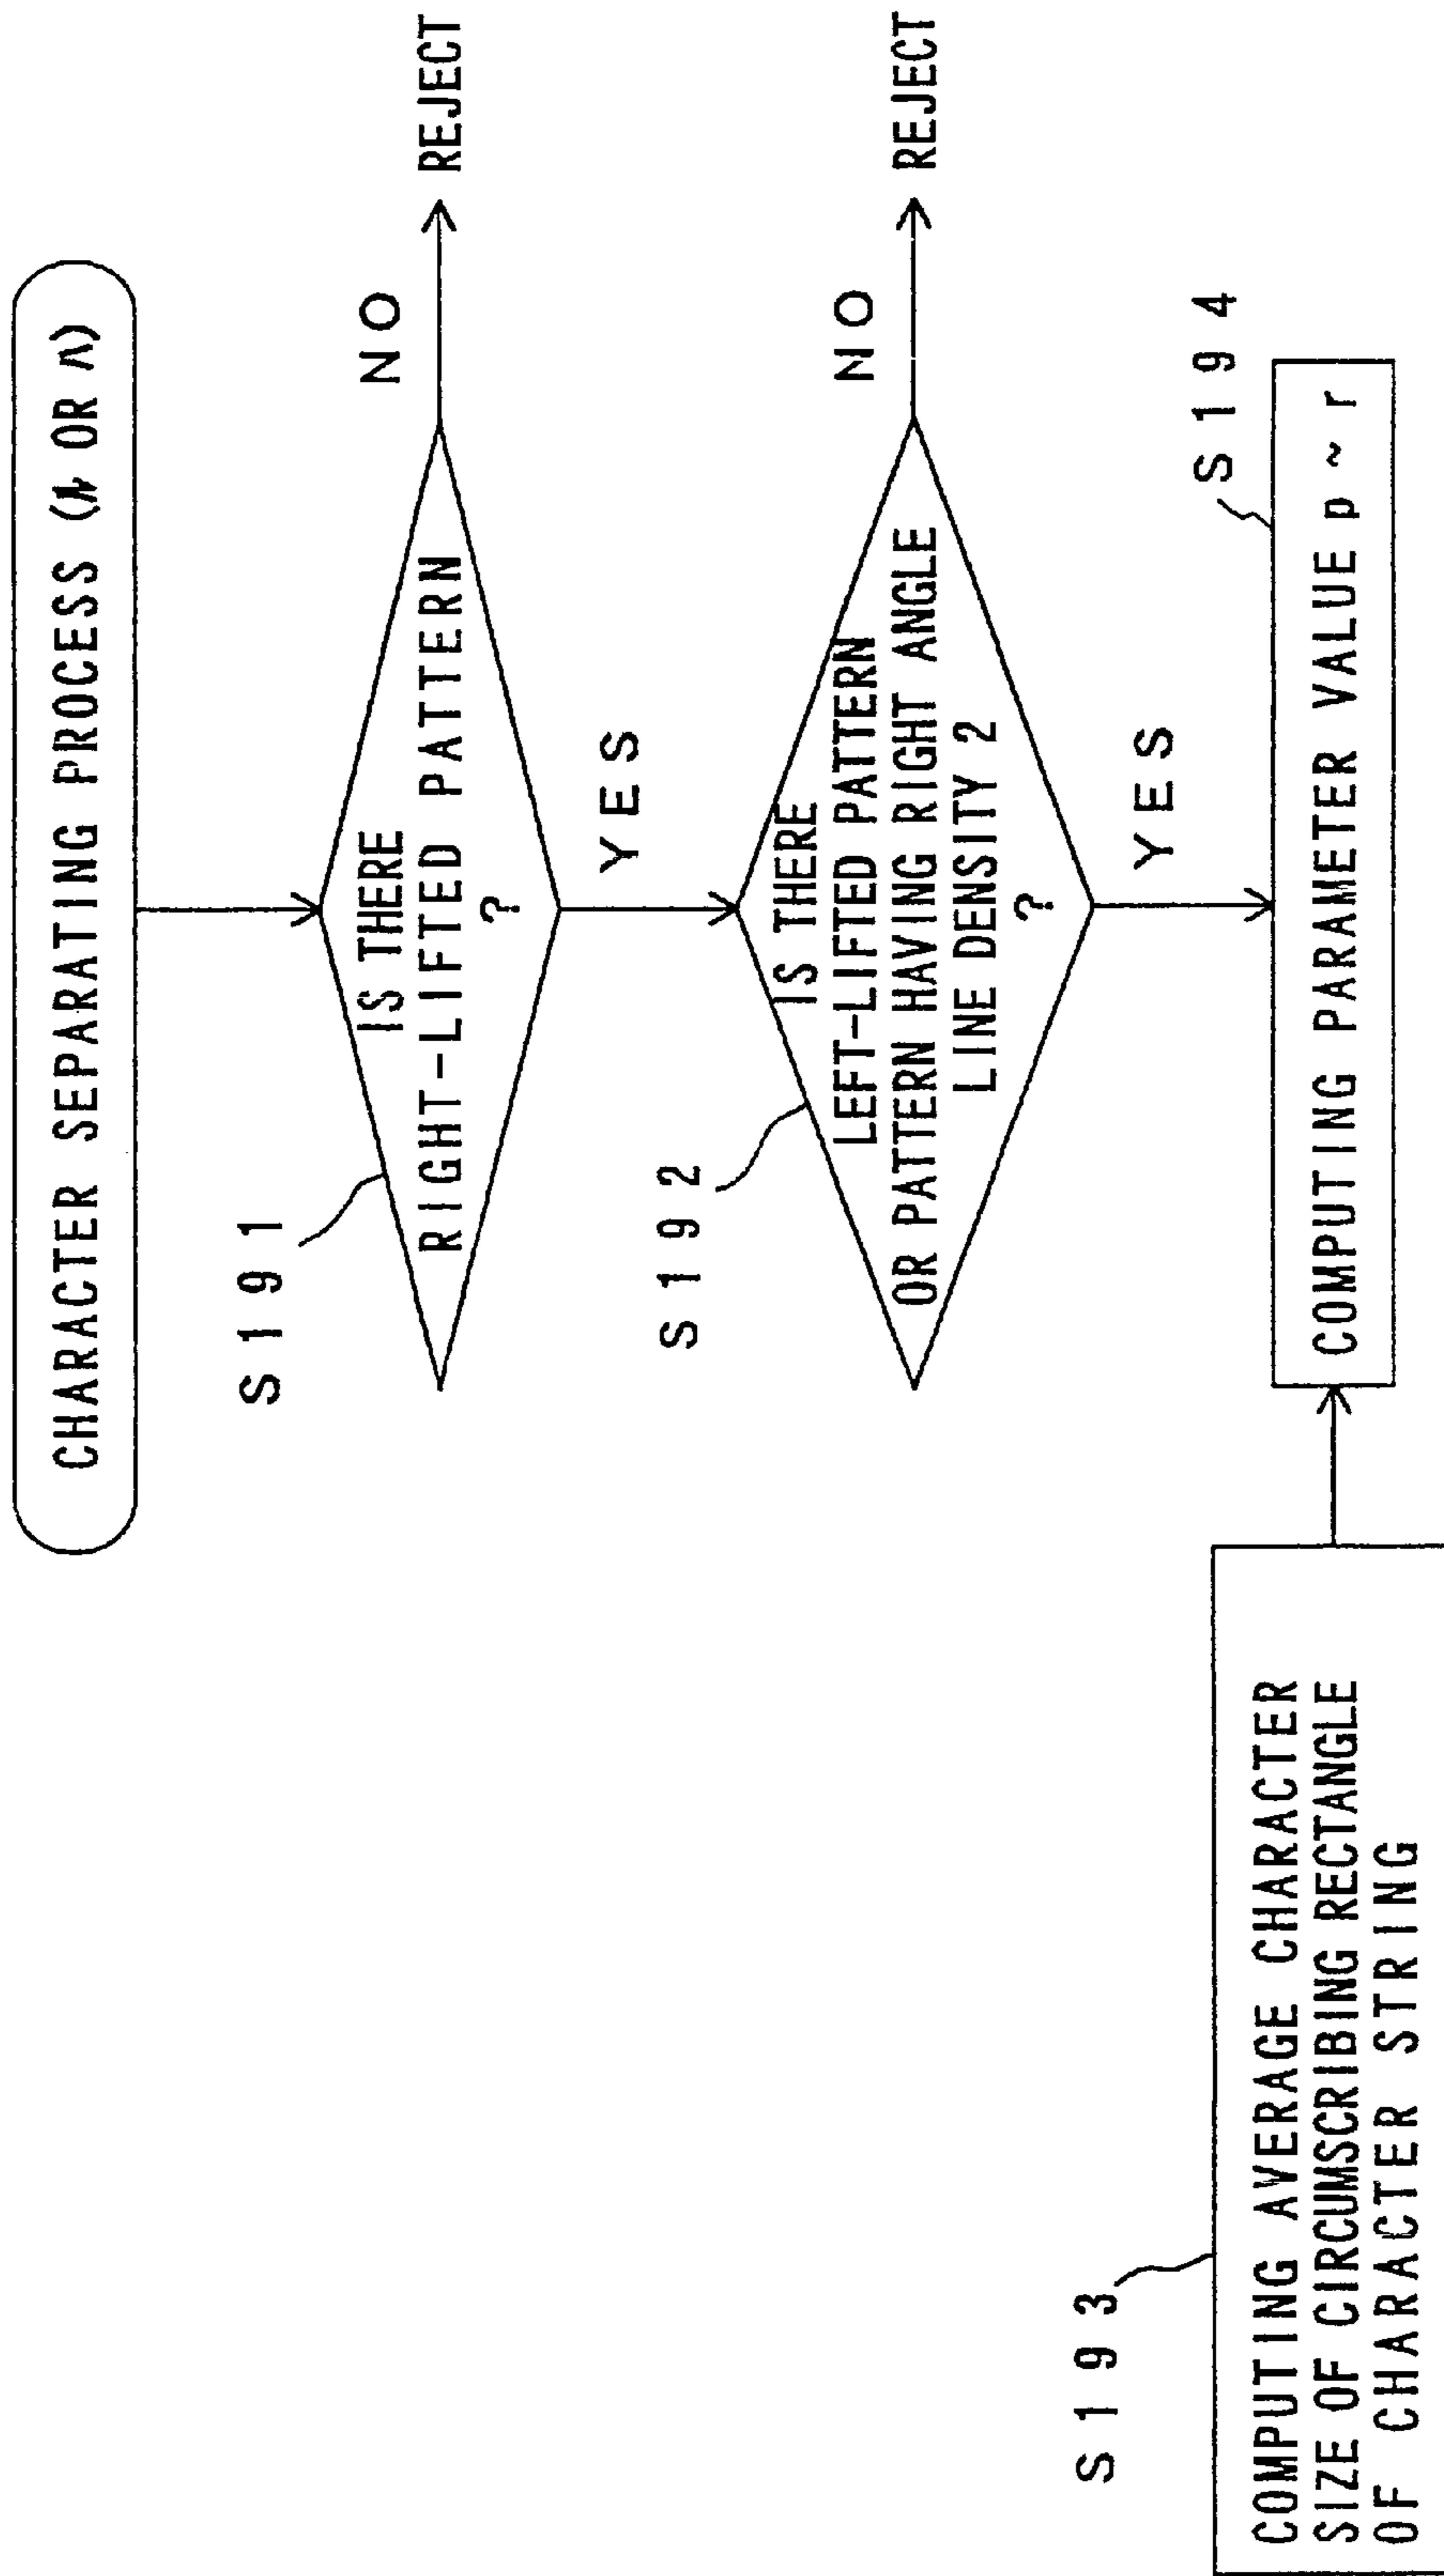 CHARACTER SEPARATING PROCESS ( OR )
S191
IS THERE
RIGHT-LIFTED PATTERN
?
NO
REJECT
YES
S192
IS THERE
LEFT-LIFTED PATTERN
OR PATTERN HAVING RIGHT ANGLE
LINE DENSITY 2
?
NO
REJECT
YES
S193
COMPUTING AVERAGE CHARACTER
SIZE OF CIRCUMSCRIBING RECTANGLE
OF CHARACTER STRING
S194
COMPUTING PARAMETER VALUE p ~ r